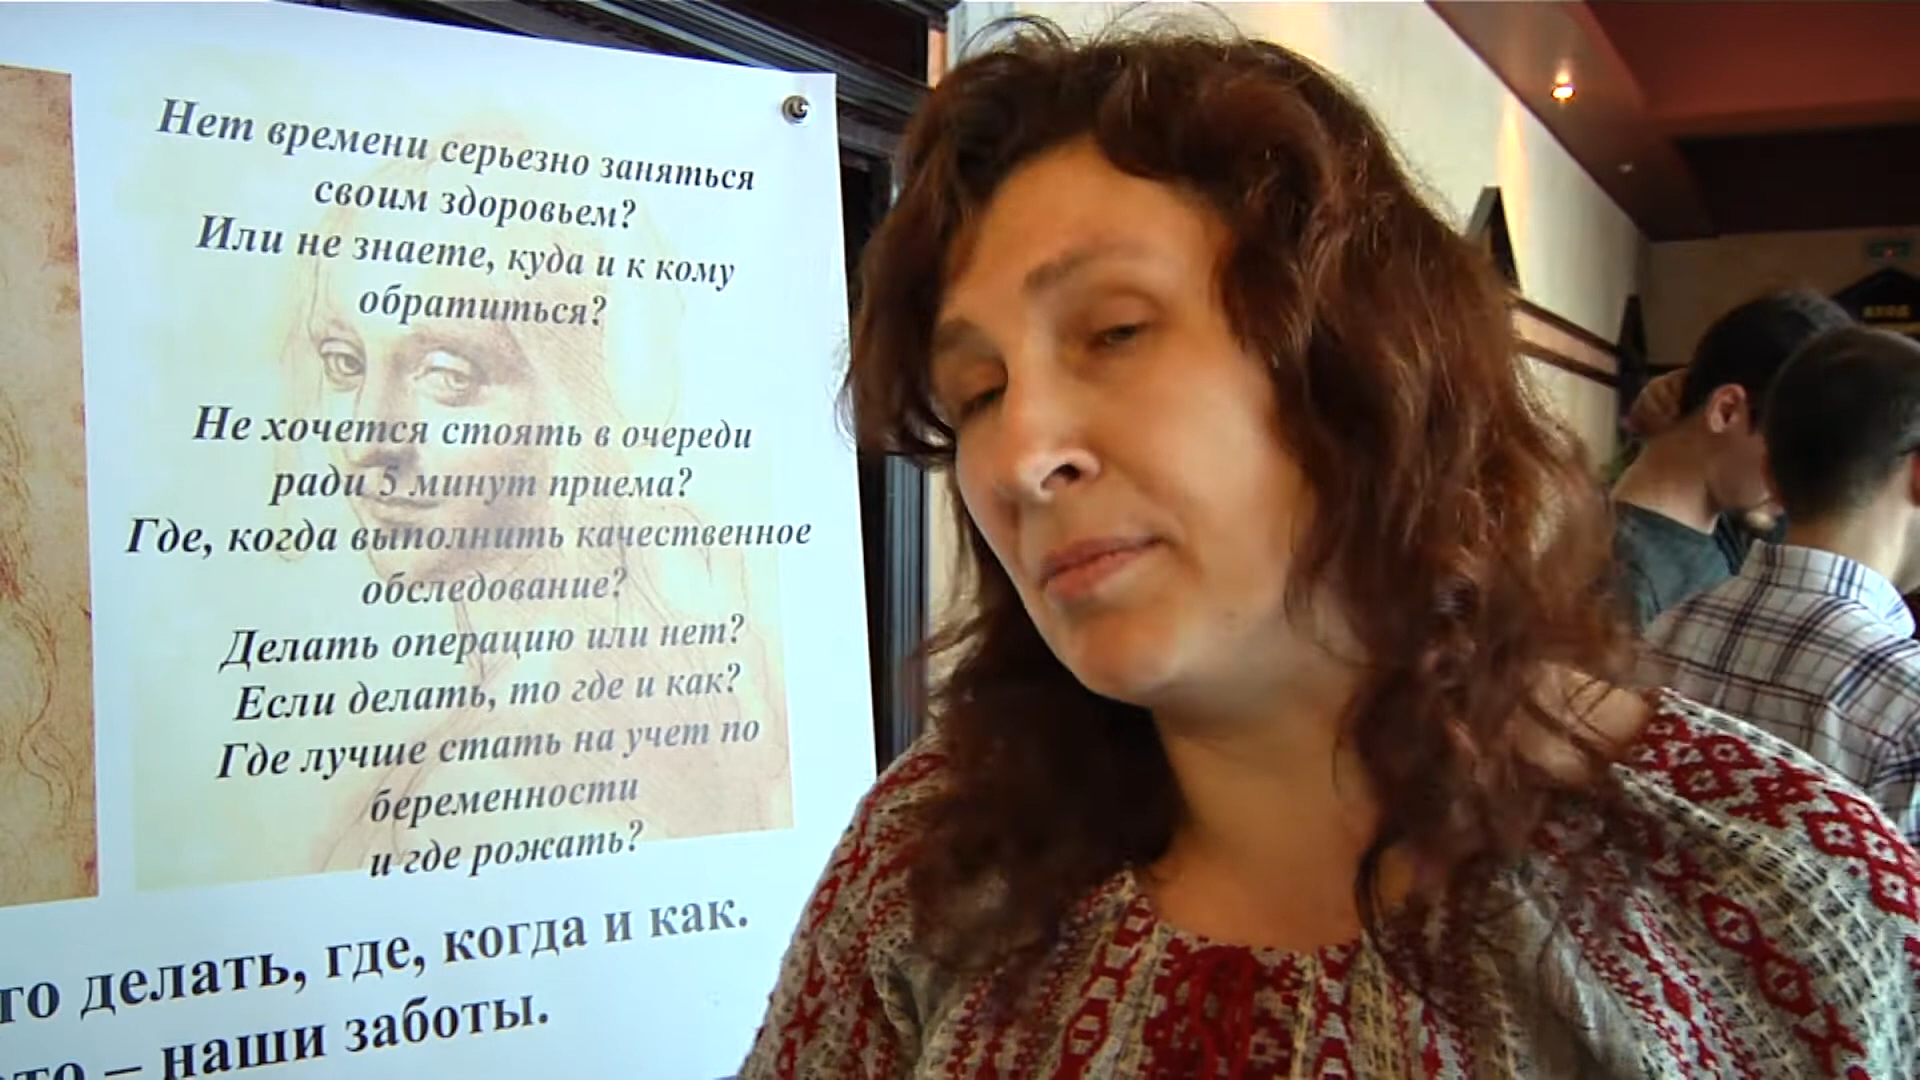 Нет времени серьезно заняться
своим здоровьем?
Или не знаете, куда и к кому
обратиться?
Не хочется стоять в очереди
ради 5 минут приема?
Где, когда выполнить качественное
обследование?
Делать операцию или нет?
Если делать, то где и как?
Где лучше стать на учет по
беременности
и где рожать?
то делать, где, когда и как.
это – наши заботы.